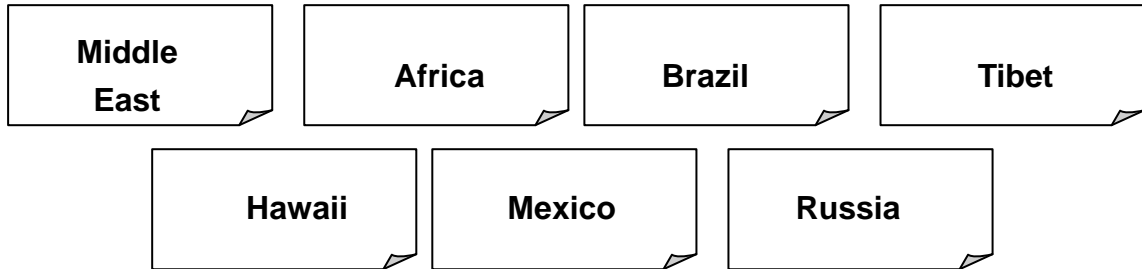 Middle
East
Africa
Brazil
Tibet
Hawaii
Mexico
Russia